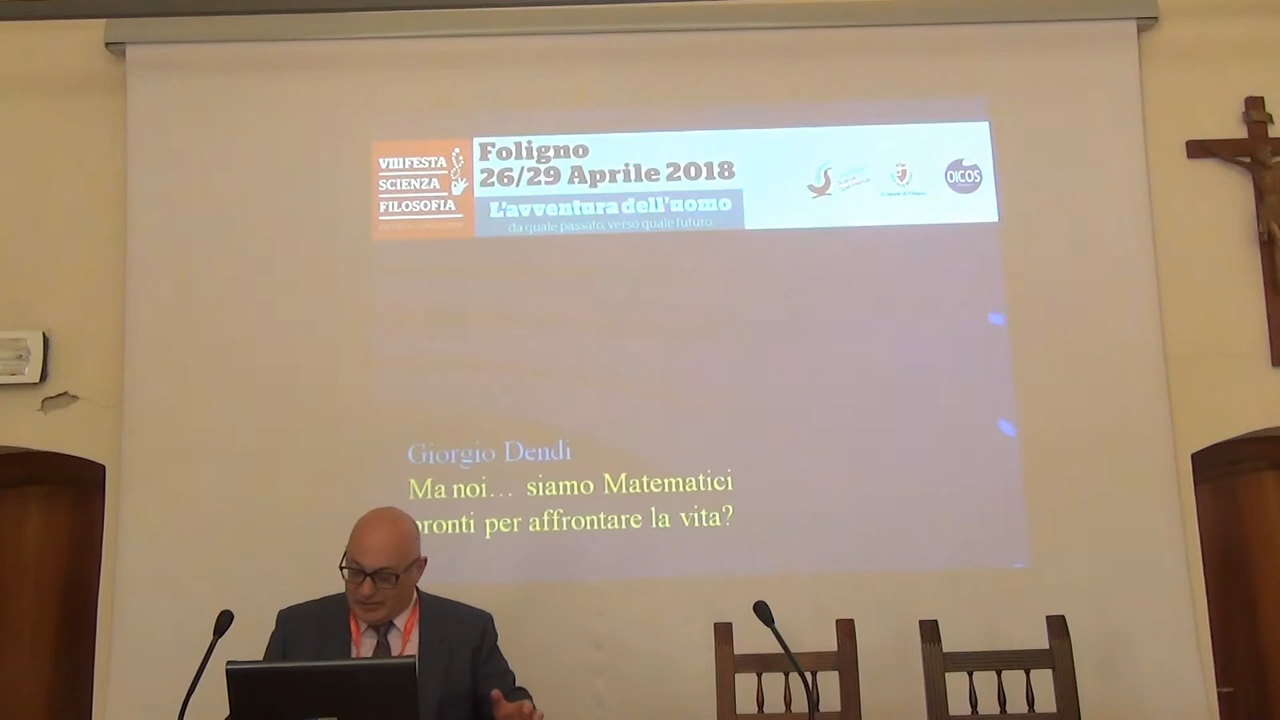 VIII FESTA
SCIENZA
FILOSOFIA
Foligno
26/29 Aprile 2018
L'avventura dell'uomo
da quale passato, verso quale futuro
OICOS
Giorgio Dendi
Ma noi... siamo Matematici
pronti per affrontare la vita?